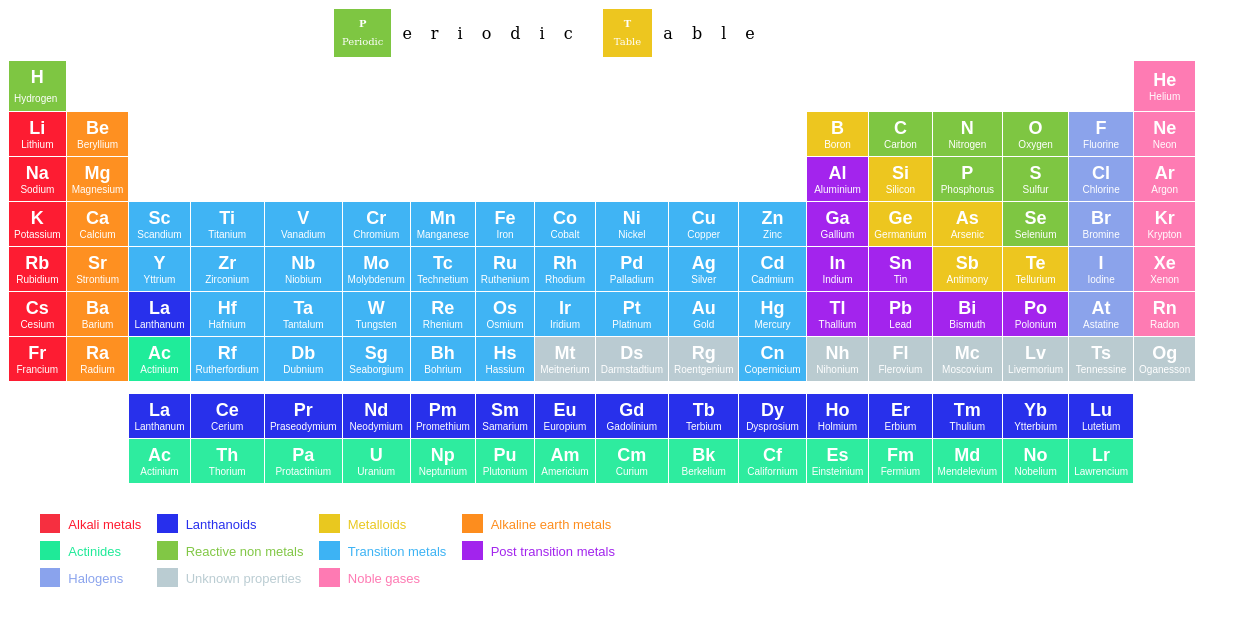 P Periodic e r i o d i c T Table a b l e
H He
Hydrogen Helium
Li Be B C N O F Ne
Lithium Beryllium Boron Carbon Nitrogen Oxygen Fluorine Neon
Na Mg Al Si P S Cl Ar
Sodium Magnesium Aluminium Silicon Phosphorus Sulfur Chlorine Argon
K Ca Sc Ti V Cr Mn Fe Co Ni Cu Zn Ga Ge As Se Br Kr
Potassium Calcium Scandium Titanium Vanadium Chromium Manganese Iron Cobalt Nickel Copper Zinc Gallium Germanium Arsenic Selenium Bromine Krypton
Rb Sr Y Zr Nb Mo Tc Ru Rh Pd Ag Cd In Sn Sb Te I Xe
Rubidium Strontium Yttrium Zirconium Niobium Molybdenum Technetium Ruthenium Rhodium Palladium Silver Cadmium Indium Tin Antimony Tellurium Iodine Xenon
Cs Ba La Hf Ta W Re Os Ir Pt Au Hg Tl Pb Bi Po At Rn
Cesium Barium Lanthanum Hafnium Tantalum Tungsten Rhenium Osmium Iridium Platinum Gold Mercury Thallium Lead Bismuth Polonium Astatine Radon
Fr Ra Ac Rf Db Sg Bh Hs Mt Ds Rg Cn Nh Fl Mc Lv Ts Og
Francium Radium Actinium Rutherfordium Dubnium Seaborgium Bohrium Hassium Meitnerium Darmstadtium Roentgenium Copernicium Nihonium Flerovium Moscovium Livermorium Tennessine Oganesson
La Ce Pr Nd Pm Sm Eu Gd Tb Dy Ho Er Tm Yb Lu
Lanthanum Cerium Praseodymium Neodymium Promethium Samarium Europium Gadolinium Terbium Dysprosium Holmium Erbium Thulium Ytterbium Lutetium
Ac Th Pa U Np Pu Am Cm Bk Cf Es Fm Md No Lr
Actinium Thorium Protactinium Uranium Neptunium Plutonium Americium Curium Berkelium Californium Einsteinium Fermium Mendelevium Nobelium Lawrencium
Alkali metals Lanthanoids Metalloids Alkaline earth metals
Actinides Reactive non metals Transition metals Post transition metals
Halogens Unknown properties Noble gases